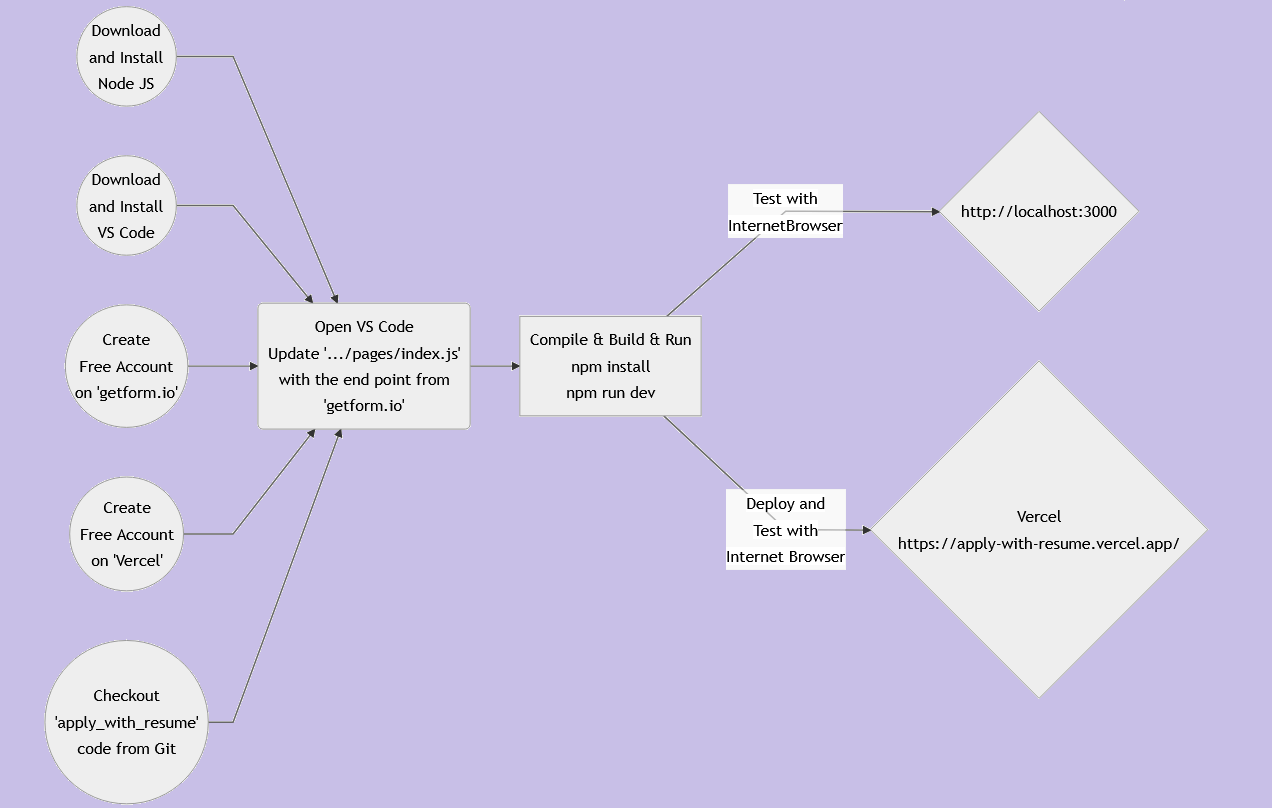 Download
and Install
Node JS
Download
and Install
VS Code
Create
Free Account
on 'getform.io'
Create
Free Account
on 'Vercel'
Checkout
'apply_with_resume'
code from Git
Open VS Code
Update '.../pages/index.js'
with the end point from
'getform.io'
Compile & Build & Run
npm install
npm run dev
Test with
InternetBrowser
http://localhost:3000
Deploy and
Test with
Internet Browser
Vercel
https://apply-with-resume.vercel.app/